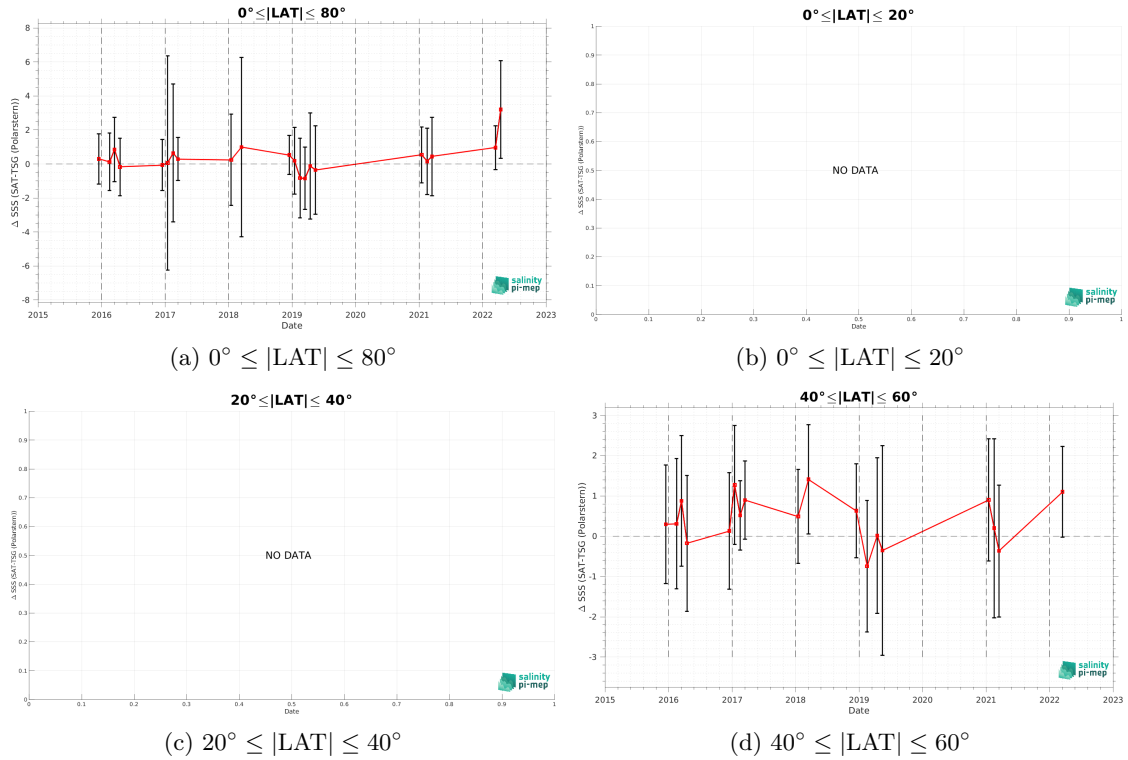 0°≤|LAT|≤ 80°
Δ SSS (SAT-TSG (Polarstern))
8
6
4
2
0
-2
-4
-6
-8
2015 2016 2017 2018 2019 2020 2021 2022 2023
Date
salinity
pi-mep
(a) 0° ≤ |LAT| ≤ 80°
0°≤|LAT|≤ 20°
Δ SSS (SAT-TSG (Polarstern))
1
0.9
0.8
0.7
0.6
0.5
0.4
0.3
0.2
0.1
0
NO DATA
0 0.1 0.2 0.3 0.4 0.5 0.6 0.7 0.8 0.9 1
Date
salinity
pi-mep
(b) 0° ≤ |LAT| ≤ 20°
20°≤|LAT|≤ 40°
Δ SSS (SAT-TSG (Polarstern))
1
0.9
0.8
0.7
0.6
0.5
0.4
0.3
0.2
0.1
0
NO DATA
0 0.1 0.2 0.3 0.4 0.5 0.6 0.7 0.8 0.9 1
Date
salinity
pi-mep
(c) 20° ≤ |LAT| ≤ 40°
40°≤|LAT|≤ 60°
Δ SSS (SAT-TSG (Polarstern))
3
2
1
0
-1
-2
-3
2015 2016 2017 2018 2019 2020 2021 2022 2023
Date
salinity
pi-mep
(d) 40° ≤ |LAT| ≤ 60°